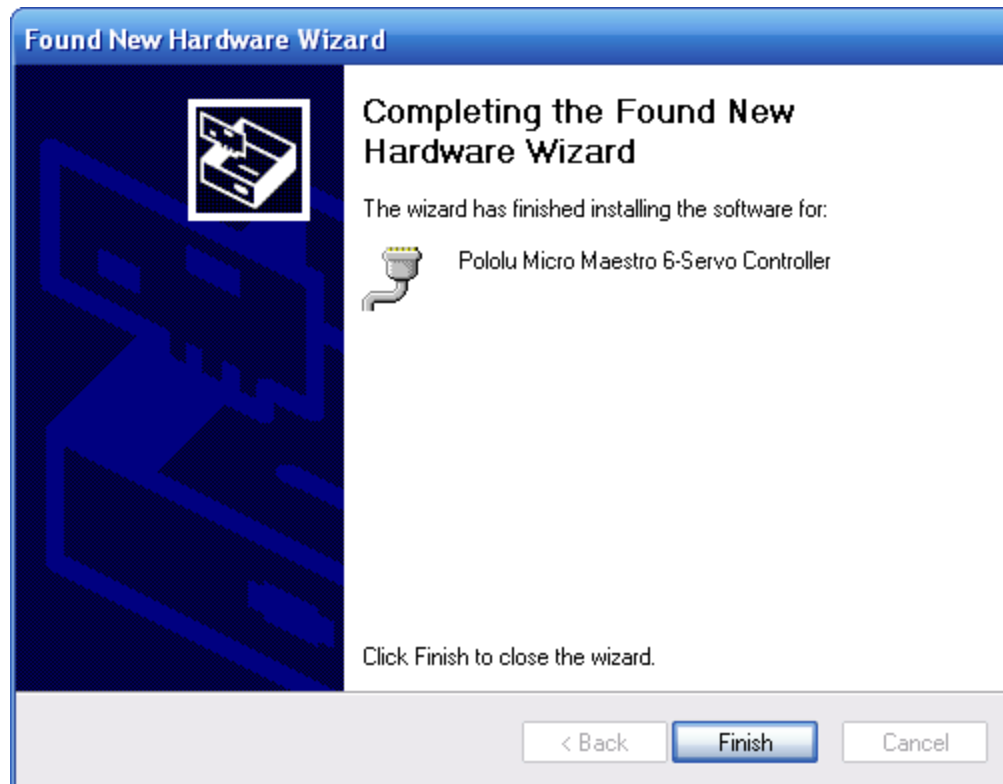 Found New Hardware Wizard
Completing the Found New
Hardware Wizard
The wizard has finished installing the software for:
Pololu Micro Maestro 6-Servo Controller
Click Finish to close the wizard.
< Back
Finish
Cancel